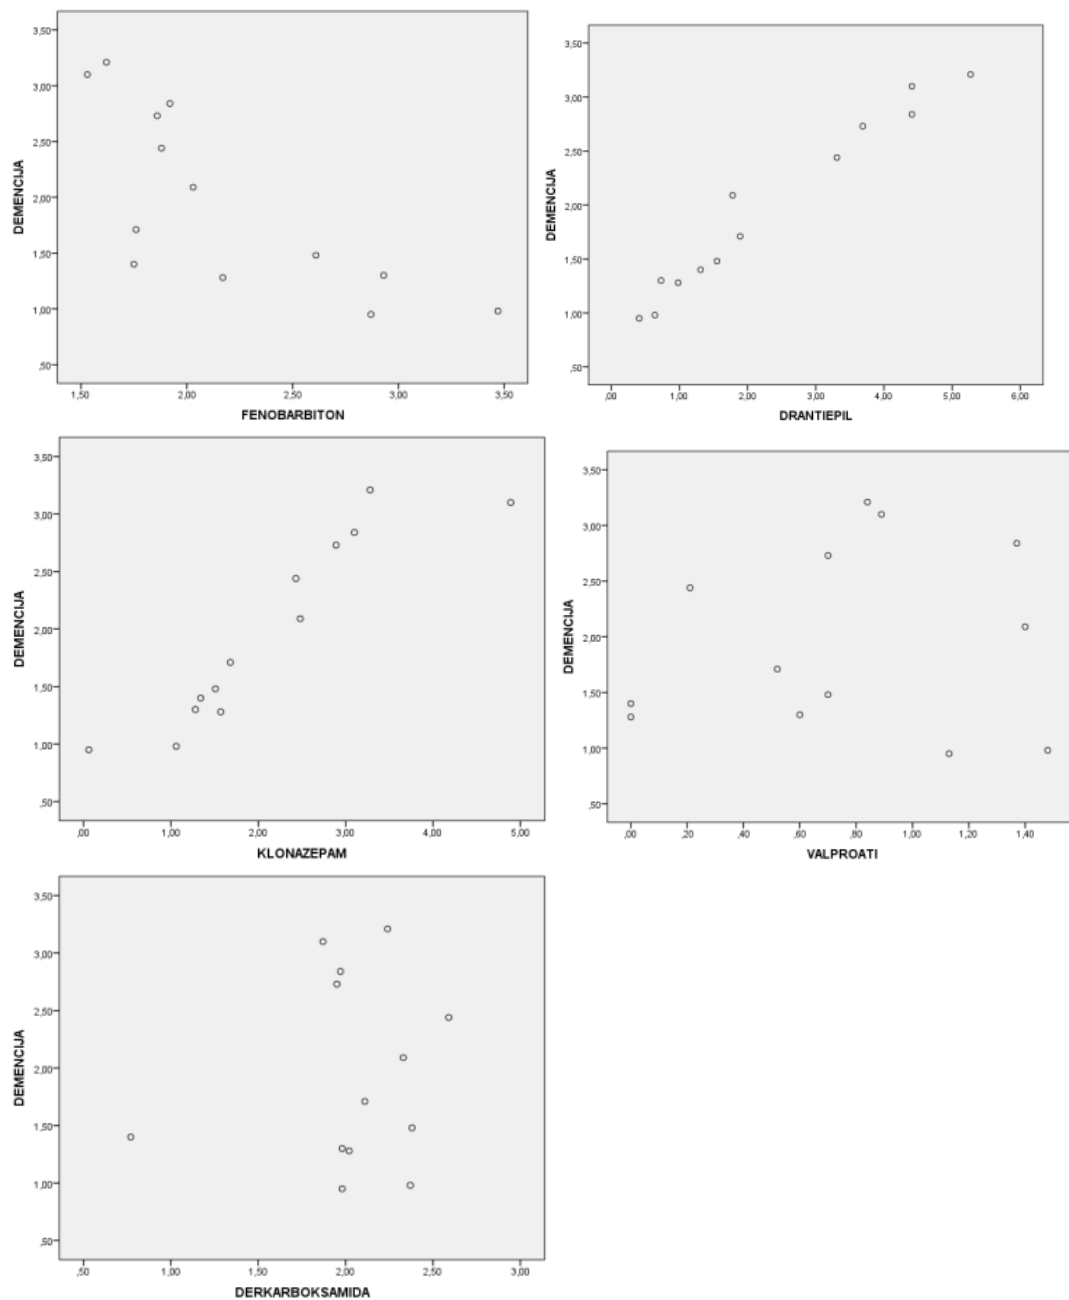 3,50
3,00
2,50
2,00
1,50
1,00
,50
DEMENCIJA
1,50 2,00 2,50 3,00 3,50
FENOBARBITON
3,50
3,00
2,50
2,00
1,50
1,00
,50
DEMENCIJA
,00 1,00 2,00 3,00 4,00 5,00 6,00
DRANTIEPIL
3,50
3,00
2,50
2,00
1,50
1,00
,50
DEMENCIJA
,00 1,00 2,00 3,00 4,00 5,00
KLONAZEPAM
3,50
3,00
2,50
2,00
1,50
1,00
,50
DEMENCIJA
,00 ,20 ,40 ,60 ,80 1,00 1,20 1,40
VALPROATI
3,50
3,00
2,50
2,00
1,50
1,00
,50
DEMENCIJA
,50 1,00 1,50 2,00 2,50 3,00
DERKARBOKSAMIDA